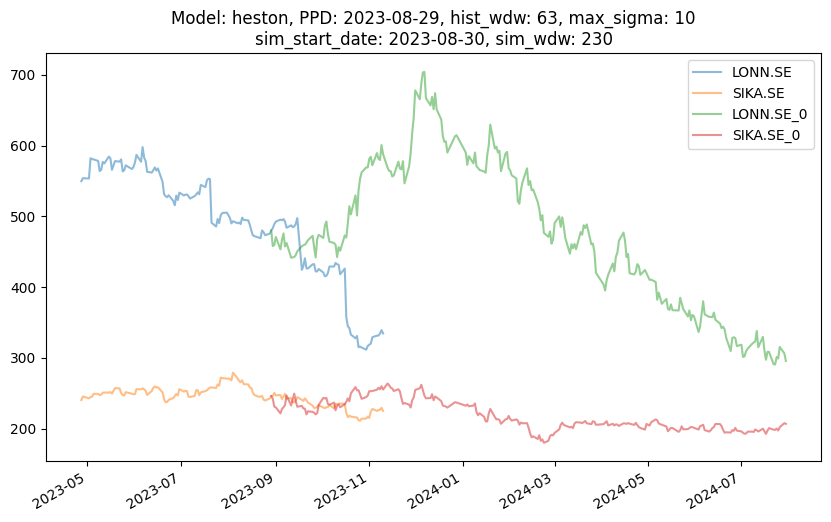 Model: heston, PPD: 2023-08-29, hist_wdw: 63, max_sigma: 10
sim_start_date: 2023-08-30, sim_wdw: 230
LONN.SE
SIKA.SE
LONN.SE_0
SIKA.SE_0
700
600
500
400
300
200
2023-05
2023-07
2023-09
2023-11
2024-01
2024-03
2024-05
2024-07